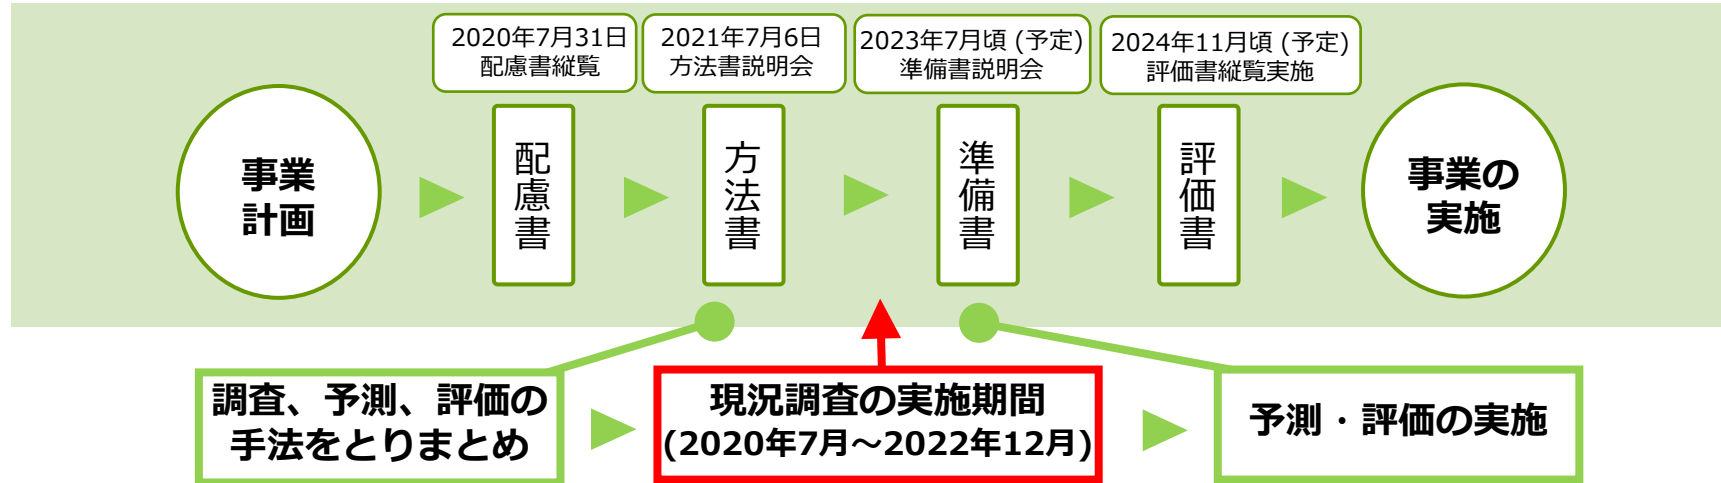 2020年7月31日
配慮書縦覧
2021年7月6日
方法書説明会
2023年7月頃 (予定)
準備書説明会
2024年11月頃 (予定)
評価書縦覧実施
事業
計画
配慮書
方法書
準備書
評価書
事業の
実施
調査、予測、評価の
手法をとりまとめ
現況調査の実施期間
(2020年7月～2022年12月)
予測・評価の実施